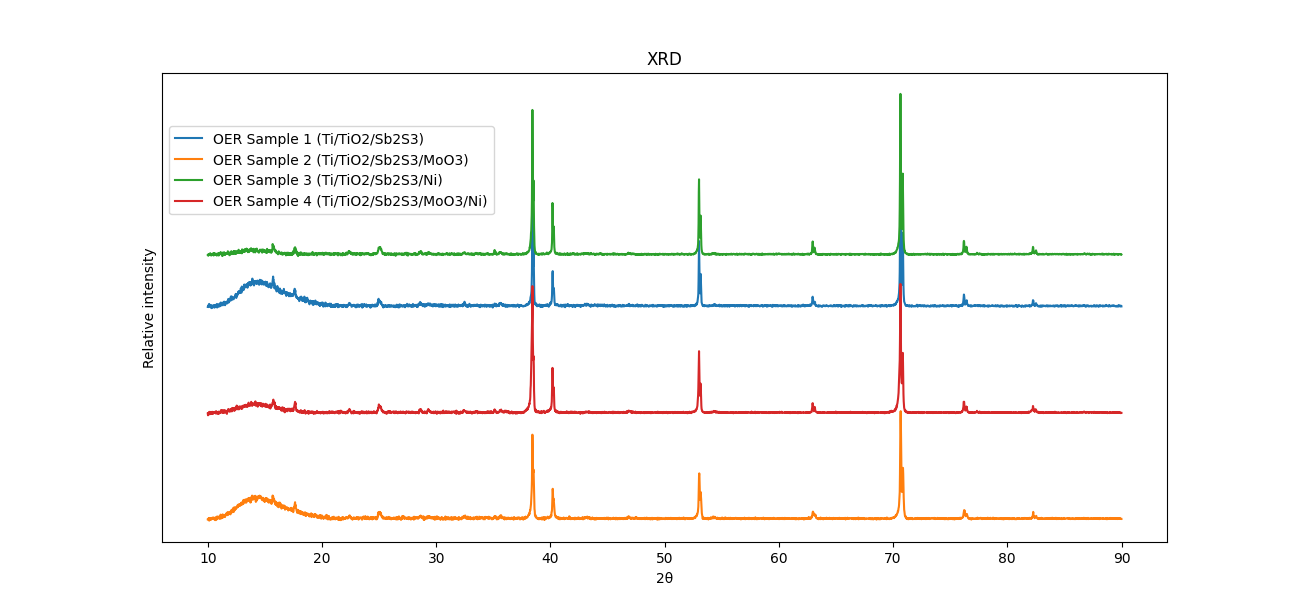 XRD
OER Sample 1 (Ti/TiO2/Sb2S3)
OER Sample 2 (Ti/TiO2/Sb2S3/MoO3)
OER Sample 3 (Ti/TiO2/Sb2S3/Ni)
OER Sample 4 (Ti/TiO2/Sb2S3/MoO3/Ni)
Relative intensity
10 20 30 40 50 60 70 80 90
2θ